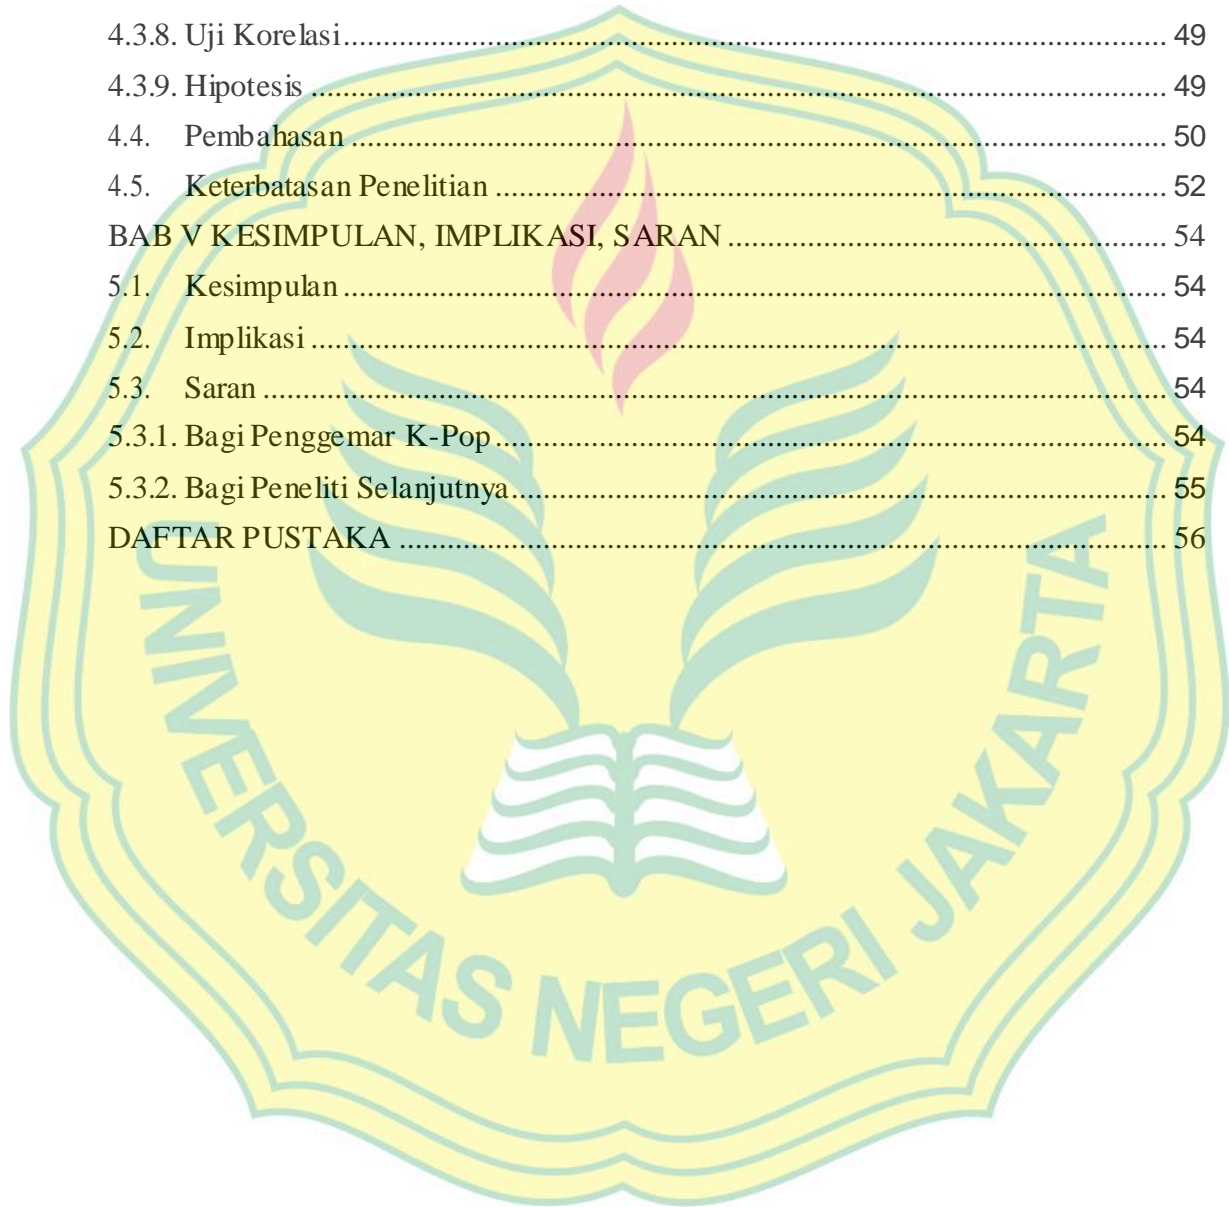 4.3.8. Uji Korelasi........................................................................................................ 49
4.3.9. Hipotesis ............................................................................................................ 49
4.4. Pembahasan ...................................................................................................... 50
4.5. Keterbatasan Penelitian .................................................................................... 52
BAB V KESIMPULAN, IMPLIKASI, SARAN ....................................................... 54
5.1. Kesimpulan ....................................................................................................... 54
5.2. Implikasi ........................................................................................................... 54
5.3. Saran ................................................................................................................. 54
5.3.1. Bagi Penggemar K-Pop ..................................................................................... 54
5.3.2. Bagi Peneliti Selanjutnya................................................................................... 55
DAFTAR PUSTAKA ................................................................................................ 56
UNIVERSITAS NEGERI JAKARTA